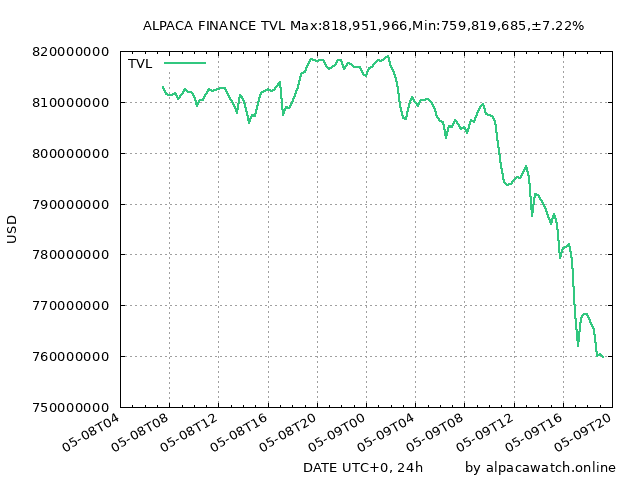 ALPACA FINANCE TVL Max:818,951,966,Min:759,819,685,±7.22%
TVL
820000000
810000000
800000000
790000000
780000000
770000000
760000000
750000000
USD
05-08T04
05-08T08
05-08T12
05-08T16
05-08T20
05-09T00
05-09T04
05-09T08
05-09T12
05-09T16
05-09T20
DATE UTC+0, 24h
by alpacawatch.online